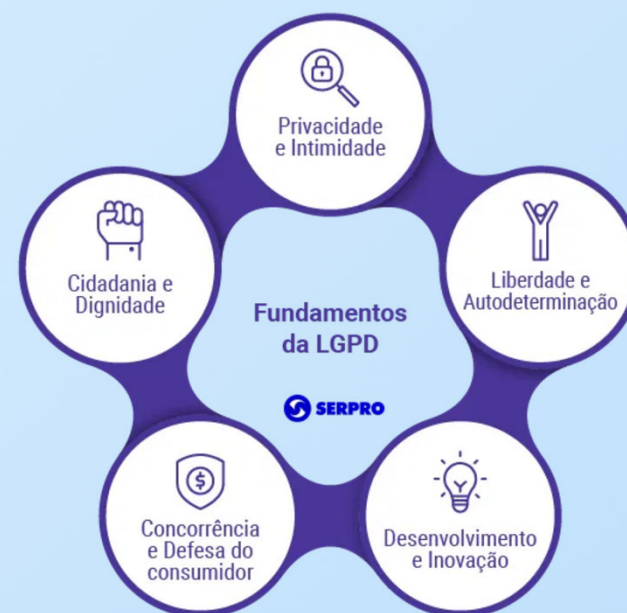 Privacidade
e Intimidade
Cidadania e
Dignidade
Liberdade e
Autodeterminação
Fundamentos
da LGPD
SERPRO
Concorrência
e Defesa do
consumidor
Desenvolvimento
e Inovação
$